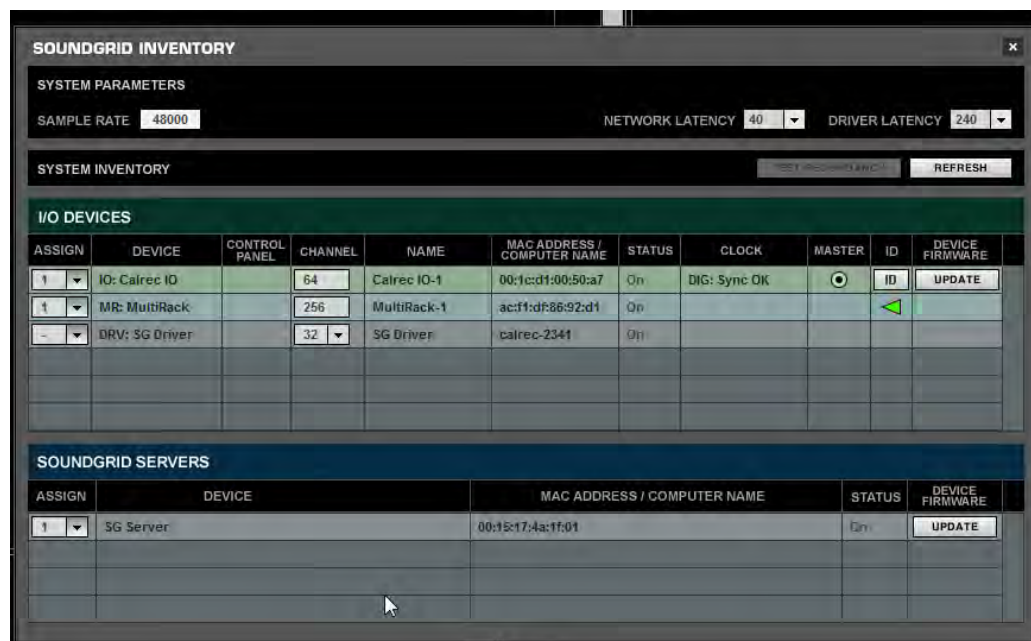 SOUNDGRID INVENTORY x
SYSTEM PARAMETERS
SAMPLE RATE 48000 NETWORK LATENCY 40 DRIVER LATENCY 240
SYSTEM INVENTORY REFRESH
I/O DEVICES
ASSIGN DEVICE CONTROL PANEL CHANNEL NAME MAC ADDRESS / COMPUTER NAME STATUS CLOCK MASTER ID DEVICE FIRMWARE
1 IO: Calrec IO 64 Calrec IO-1 00:1c:d1:00:50:a7 On DIG: Sync OK ID UPDATE
1 MR: MultiRack 256 MultiRack-1 ac:f1:df:86:92:d1 On
- DRV: SG Driver 32 SG Driver calrec-2341 On
SOUNDGRID SERVERS
ASSIGN DEVICE MAC ADDRESS / COMPUTER NAME STATUS DEVICE FIRMWARE
1 SG Server 00:15:17:4a:1f:01 On UPDATE